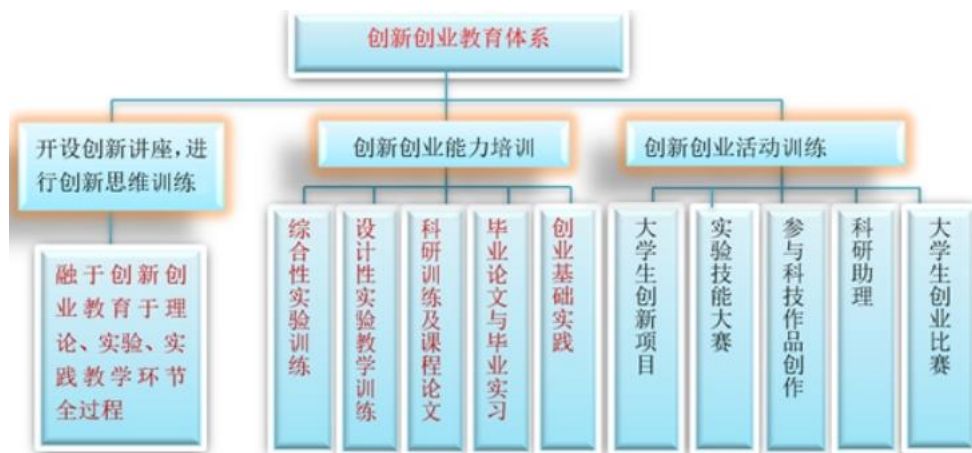 创新创业教育体系
开设创新讲座，进
行创新思维训练
创新创业能力培训
创新创业活动训练
融于创新创
业教育于理
论、实验、实
践教学环节
全过程
综合性实验训练
设计性实验教学训练
科研训练及课程论文
毕业论文与毕业实习
创业基础实践
大学生创新项目
实验技能大赛
参与科技作品创作
科研助理
大学生创业比赛